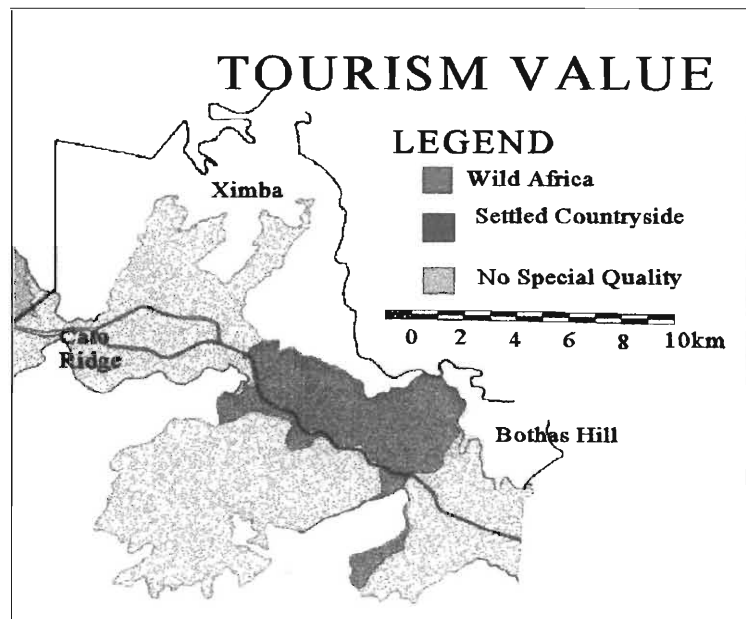 TOURISM VALUE
LEGEND
Wild Africa
Settled Countryside
No Special Quality
0 2 4 6 8 10km
Ximba
Cato
Ridge
Bothas Hill